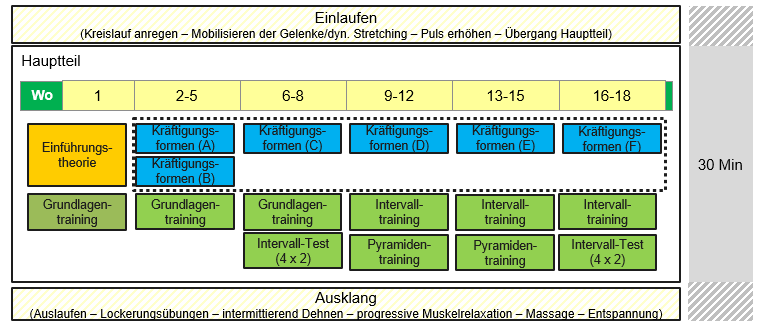 Einlaufen
(Kreislauf anregen – Mobilisieren der Gelenke/dyn. Stretching – Puls erhöhen – Übergang Hauptteil)
Hauptteil
Wo 1 2-5 6-8 9-12 13-15 16-18
Einführungs-
theorie
Kräftigungs-
formen (A)
Kräftigungs-
formen (C)
Kräftigungs-
formen (D)
Kräftigungs-
formen (E)
Kräftigungs-
formen (F)
Kräftigungs-
formen (B)
30 Min
Grundlagen-
training
Grundlagen-
training
Grundlagen-
training
Intervall-
training
Intervall-
training
Intervall-
training
Intervall-Test
(4 x 2)
Pyramiden-
training
Pyramiden-
training
Intervall-Test
(4 x 2)
Ausklang
(Auslaufen – Lockerungsübungen – intermittierend Dehnen – progressive Muskelrelaxation – Massage – Entspannung)